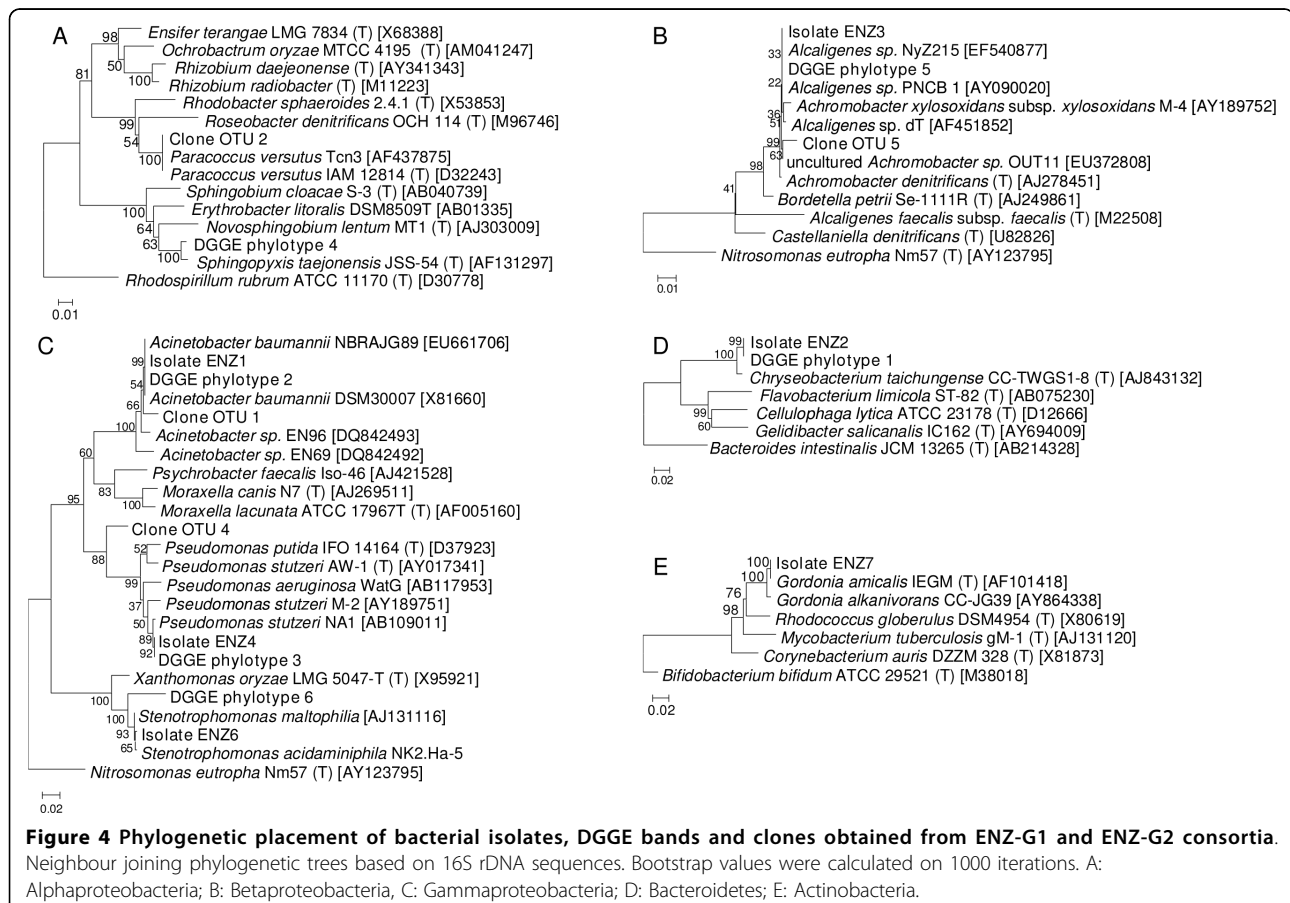 A
98 Ensifer terangae LMG 7834 (T) [X68388]
Ochrobactrum oryzae MTCC 4195 (T) [AM041247]
81
50 Rhizobium daejeonense (T) [AY341343]
100 Rhizobium radiobacter (T) [M11223]
Rhodobacter sphaeroides 2.4.1 (T) [X53853]
99 Roseobacter denitrificans OCH 114 (T) [M96746]
54 Clone OTU 2
100 Paracoccus versutus Tcn3 [AF437875]
Paracoccus versutus IAM 12814 (T) [D32243]
Sphingobium cloacae S-3 (T) [AB040739]
100 Erythrobacter litoralis DSM8509T [AB01335]
64 Novosphingobium lentum MT1 (T) [AJ303009]
63 DGGE phylotype 4
100 Sphingopyxis taejonensis JSS-54 (T) [AF131297]
Rhodospirillum rubrum ATCC 11170 (T) [D30778]
0.01
B
Isolate ENZ3
33 Alcaligenes sp. NyZ215 [EF540877]
DGGE phylotype 5
22 Alcaligenes sp. PNCB 1 [AY090020]
36 Achromobacter xylosoxidans subsp. xylosoxidans M-4 [AY189752]
51 Alcaligenes sp. dT [AF451852]
99 Clone OTU 5
63 uncultured Achromobacter sp. OUT11 [EU372808]
98 Achromobacter denitrificans (T) [AJ278451]
41 Bordetella petrii Se-1111R (T) [AJ249861]
Alcaligenes faecalis subsp. faecalis (T) [M22508]
Castellaniella denitrificans (T) [U82826]
Nitrosomonas eutropha Nm57 (T) [AY123795]
0.01
C
Acinetobacter baumannii NBRAJG89 [EU661706]
99 Isolate ENZ1
54 DGGE phylotype 2
Acinetobacter baumannii DSM30007 [X81660]
66 Clone OTU 1
100 Acinetobacter sp. EN96 [DQ842493]
60 Acinetobacter sp. EN69 [DQ842492]
Psychrobacter faecalis Iso-46 [AJ421528]
83 Moraxella canis N7 (T) [AJ269511]
95
100 Moraxella lacunata ATCC 17967T (T) [AF005160]
Clone OTU 4
88 52 Pseudomonas putida IFO 14164 (T) [D37923]
Pseudomonas stutzeri AW-1 (T) [AY017341]
99 Pseudomonas aeruginosa WatG [AB117953]
37 Pseudomonas stutzeri M-2 [AY189751]
50 Pseudomonas stutzeri NA1 [AB109011]
89 Isolate ENZ4
92 DGGE phylotype 3
Xanthomonas oryzae LMG 5047-T (T) [X95921]
100 DGGE phylotype 6
100 Stenotrophomonas maltophilia [AJ131116]
93 Isolate ENZ6
65 Stenotrophomonas acidaminiphila NK2.Ha-5
Nitrosomonas eutropha Nm57 (T) [AY123795]
0.02
D
99 Isolate ENZ2
100 DGGE phylotype 1
Chryseobacterium taichungense CC-TWGS1-8 (T) [AJ843132]
Flavobacterium limicola ST-82 (T) [AB075230]
99 Cellulophaga lytica ATCC 23178 (T) [D12666]
60 Gelidibacter salicanalis IC162 (T) [AY694009]
Bacteroides intestinalis JCM 13265 (T) [AB214328]
0.02
E
100 Isolate ENZ7
100 Gordonia amicalis IEGM (T) [AF101418]
76 Gordonia alkanivorans CC-JG39 [AY864338]
98 Rhodococcus globerulus DSM4954 (T) [X80619]
Mycobacterium tuberculosis gM-1 (T) [AJ131120]
Corynebacterium auris DZZM 328 (T) [X81873]
Bifidobacterium bifidum ATCC 29521 (T) [M38018]
0.02
Figure 4 Phylogenetic placement of bacterial isolates, DGGE bands and clones obtained from ENZ-G1 and ENZ-G2 consortia.
Neighbour joining phylogenetic trees based on 16S rDNA sequences. Bootstrap values were calculated on 1000 iterations. A:
Alphaproteobacteria; B: Betaproteobacteria, C: Gammaproteobacteria; D: Bacteroidetes; E: Actinobacteria.